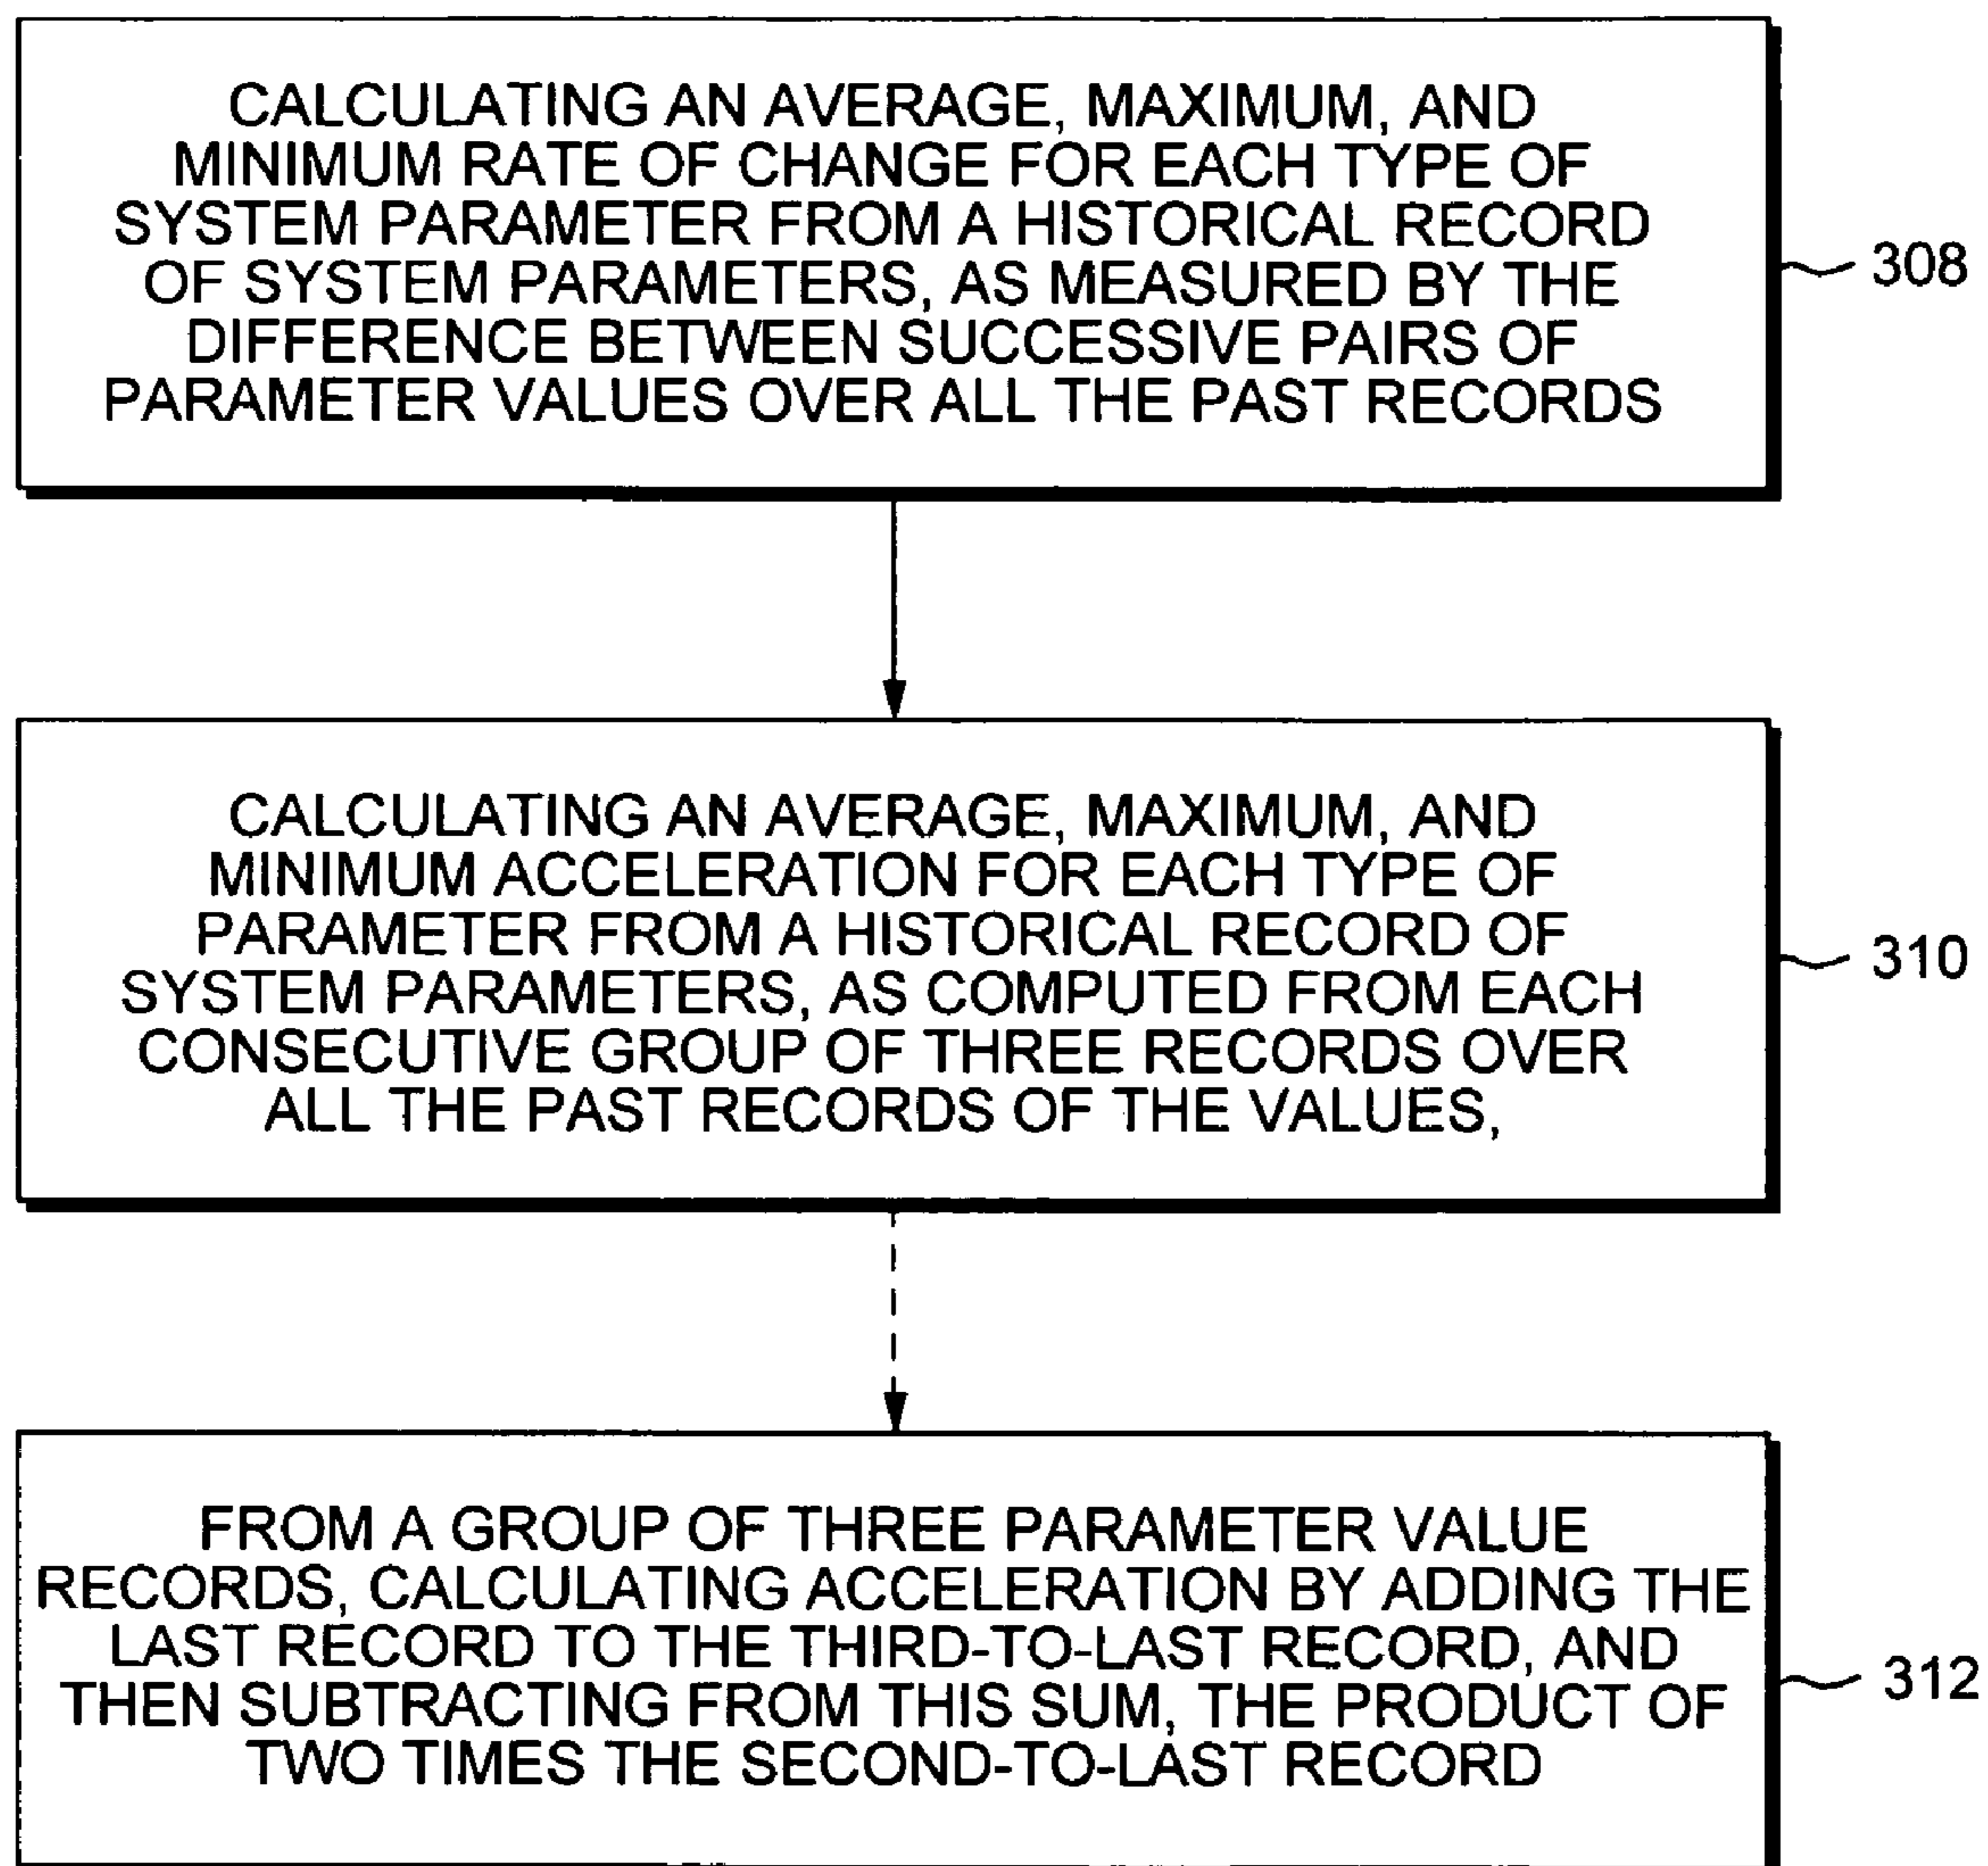 CALCULATING AN AVERAGE, MAXIMUM, AND
MINIMUM RATE OF CHANGE FOR EACH TYPE OF
SYSTEM PARAMETER FROM A HISTORICAL RECORD
OF SYSTEM PARAMETERS, AS MEASURED BY THE
DIFFERENCE BETWEEN SUCCESSIVE PAIRS OF
PARAMETER VALUES OVER ALL THE PAST RECORDS
308
CALCULATING AN AVERAGE, MAXIMUM, AND
MINIMUM ACCELERATION FOR EACH TYPE OF
PARAMETER FROM A HISTORICAL RECORD OF
SYSTEM PARAMETERS, AS COMPUTED FROM EACH
CONSECUTIVE GROUP OF THREE RECORDS OVER
ALL THE PAST RECORDS OF THE VALUES,
310
FROM A GROUP OF THREE PARAMETER VALUE
RECORDS, CALCULATING ACCELERATION BY ADDING THE
LAST RECORD TO THE THIRD-TO-LAST RECORD, AND
THEN SUBTRACTING FROM THIS SUM, THE PRODUCT OF
TWO TIMES THE SECOND-TO-LAST RECORD
312